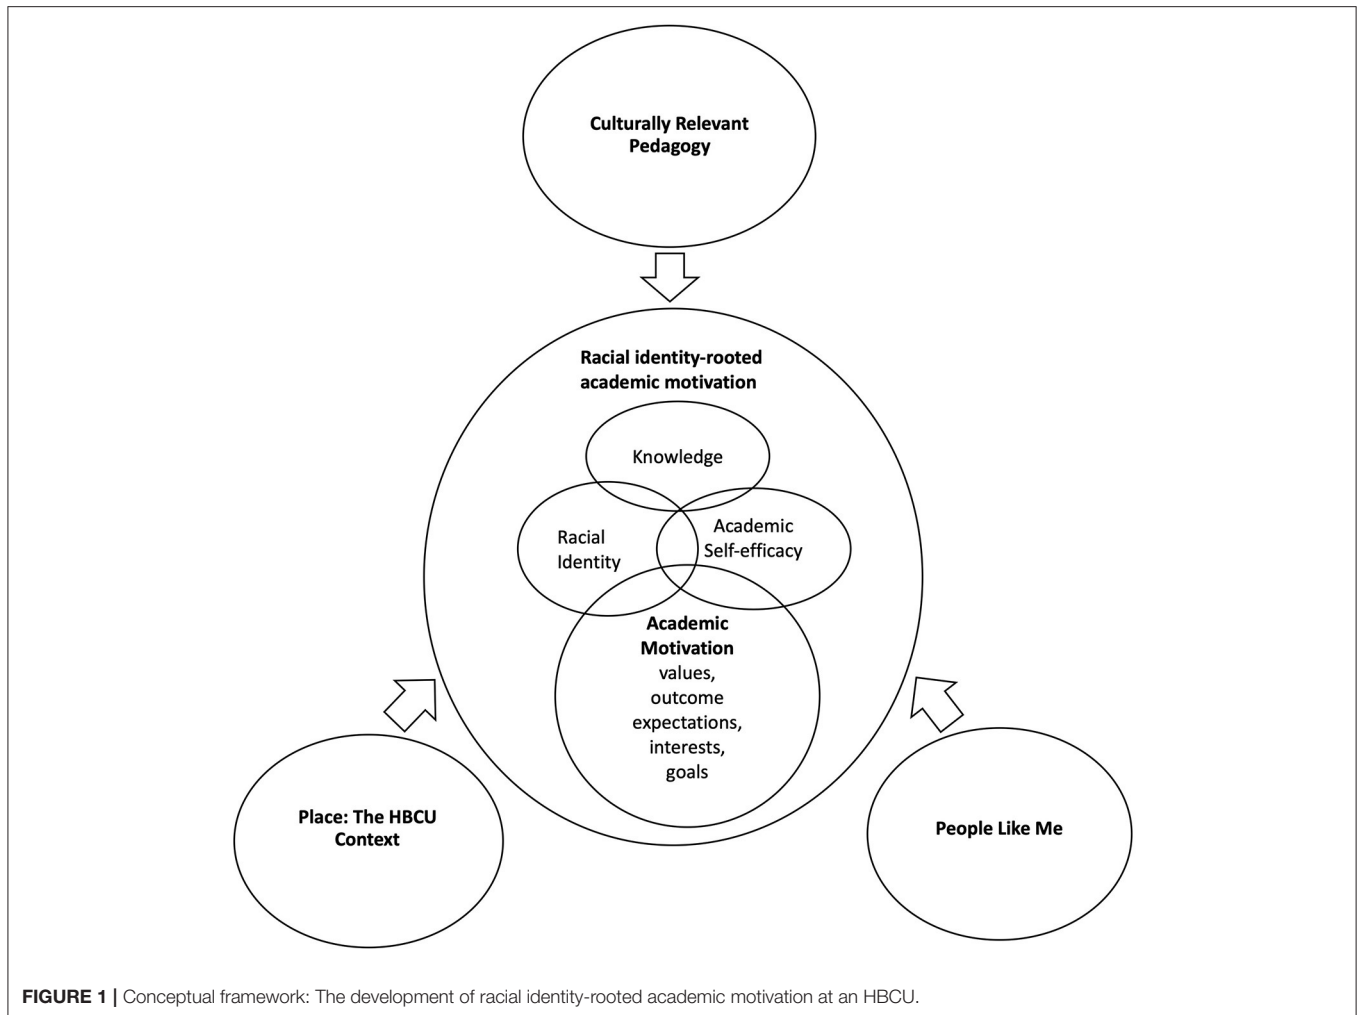 Culturally Relevant
Pedagogy
Racial identity-rooted
academic motivation
Knowledge
Racial
Identity
Academic
Self-efficacy
Academic
Motivation
values,
outcome
expectations,
interests,
goals
Place: The HBCU
Context
People Like Me
FIGURE 1 | Conceptual framework: The development of racial identity-rooted academic motivation at an HBCU.